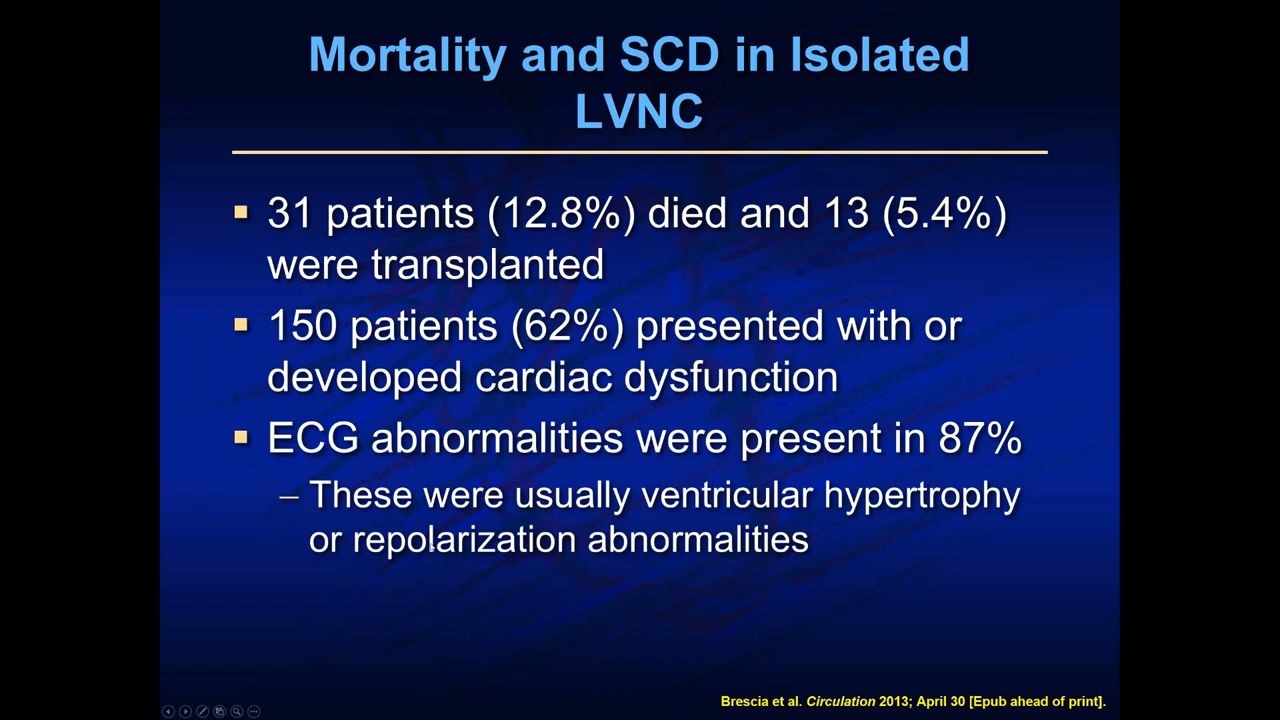 Mortality and SCD in Isolated
LVNC
▪ 31 patients (12.8%) died and 13 (5.4%)
were transplanted
▪ 150 patients (62%) presented with or
developed cardiac dysfunction
▪ ECG abnormalities were present in 87%
– These were usually ventricular hypertrophy
or repolarization abnormalities
Brescia et al. Circulation 2013; April 30 [Epub ahead of print].